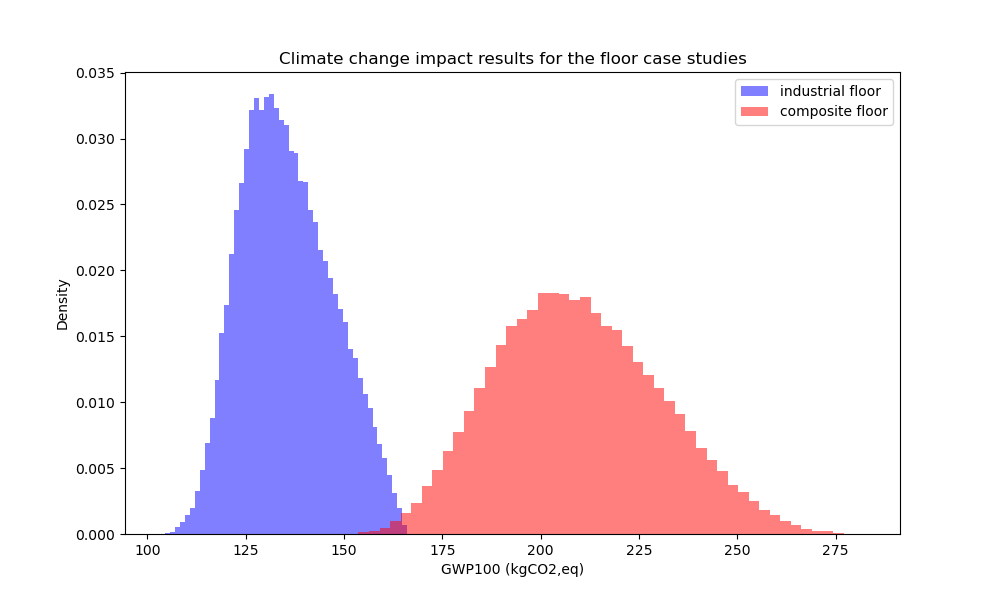 Climate change impact results for the floor case studies
industrial floor
composite floor
0.035
0.030
0.025
0.020
0.015
0.010
0.005
0.000
Density
100 125 150 175 200 225 250 275
GWP100 (kgCO2,eq)